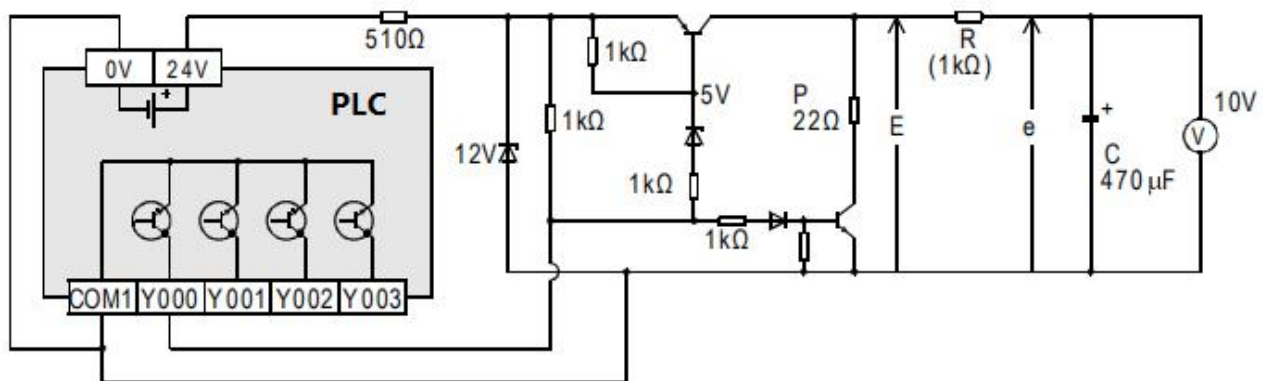 510Ω
0V 24V
+
PLC
1kΩ
5V
P
22Ω
R
(1kΩ)
10V
1kΩ
12V
E
e
+
V
C
470 µF
1kΩ
1kΩ
COM1 Y000 Y001 Y002 Y003